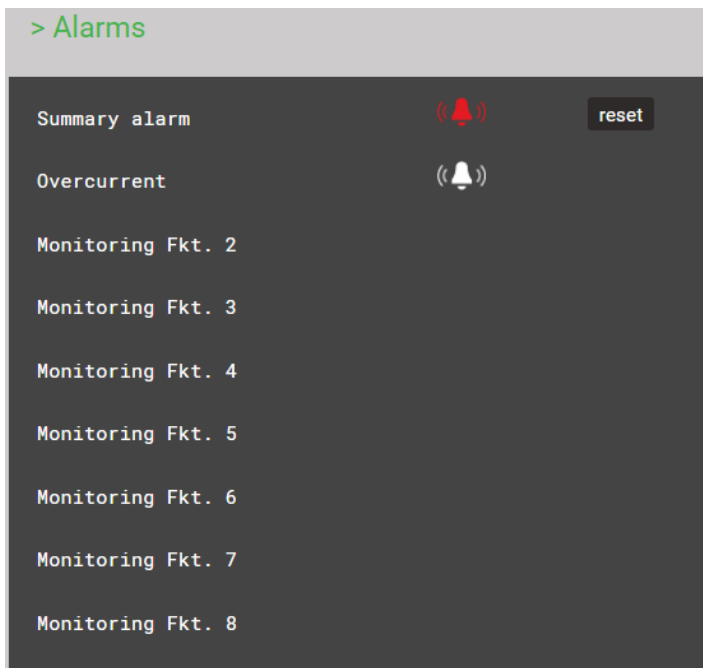 > Alarms
Summary alarm reset
Overcurrent
Monitoring Fkt. 2
Monitoring Fkt. 3
Monitoring Fkt. 4
Monitoring Fkt. 5
Monitoring Fkt. 6
Monitoring Fkt. 7
Monitoring Fkt. 8